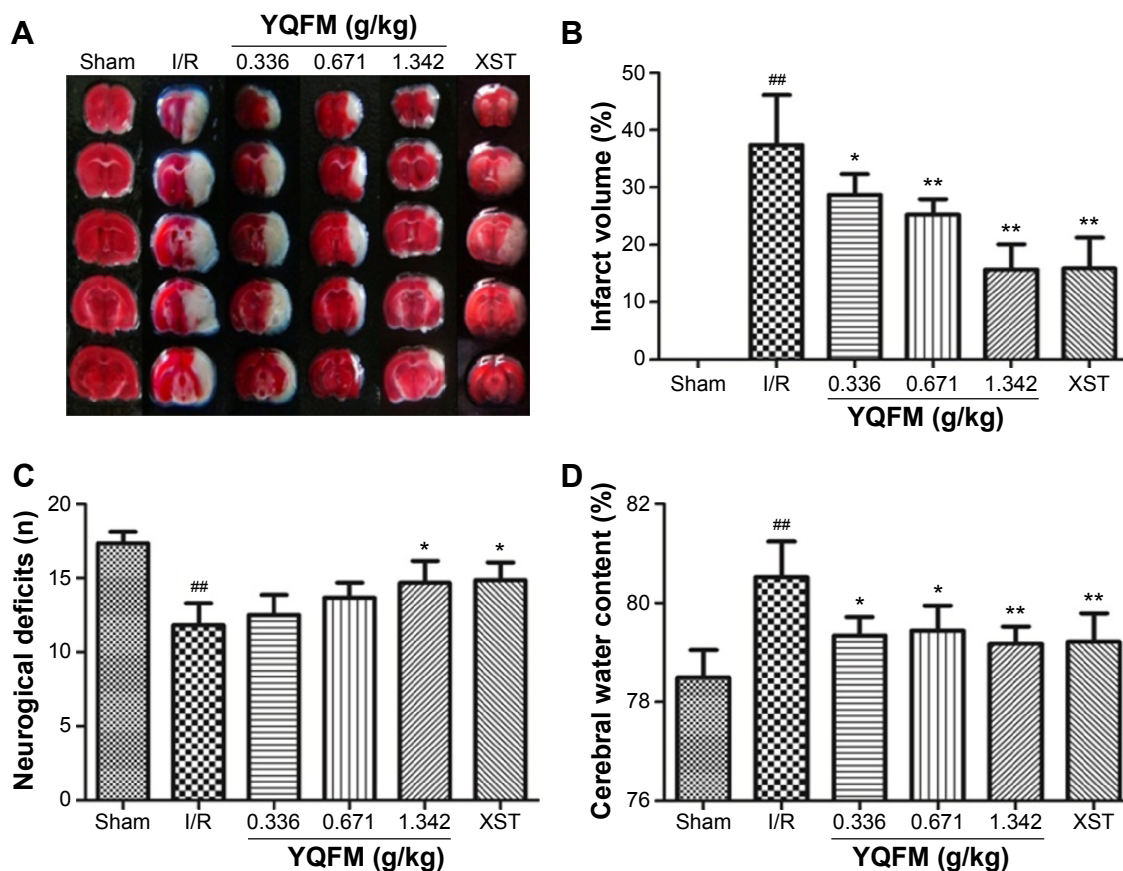 A
YQFM (g/kg)
Sham I/R 0.336 0.671 1.342 XST
B
Infarct volume (%)
50
40
30
20
10
0
##
*
**
**
**
Sham I/R 0.336 0.671 1.342 XST
YQFM (g/kg)
C
Neurogical deficits (n)
20
15
10
5
0
##
*
*
Sham I/R 0.336 0.671 1.342 XST
YQFM (g/kg)
D
Cerebral water content (%)
82
80
78
76
##
*
*
**
**
Sham I/R 0.336 0.671 1.342 XST
YQFM (g/kg)